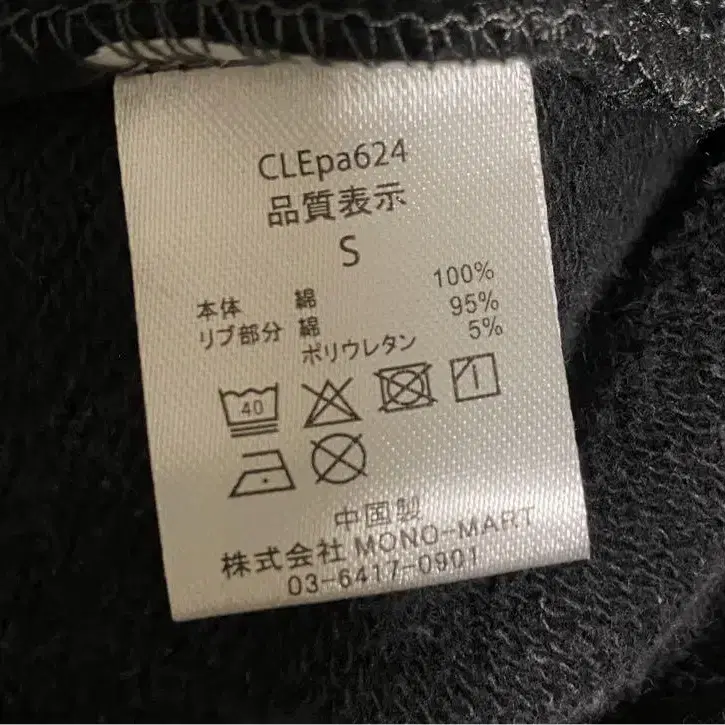 CLEpa624
品質表示
S
本体 綿 100%
リブ部分 綿 95%
ポリウレタン 5%
40
中国製
株式会社 MONO-MART
03-6417-0901